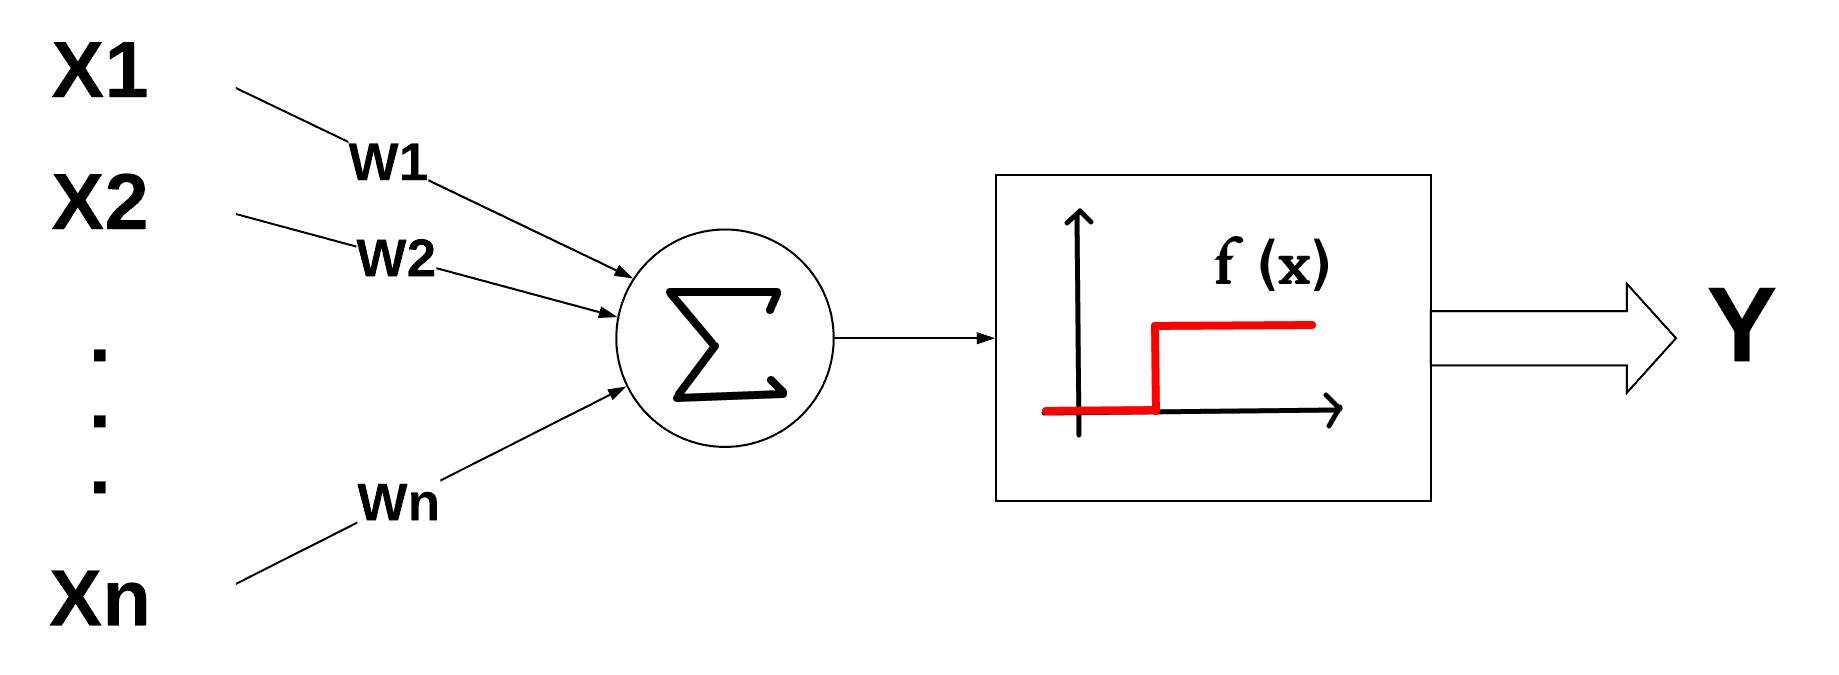 X1
W1
X2
W2
.
.
.
Wn
Xn
Σ
f (x)
Y